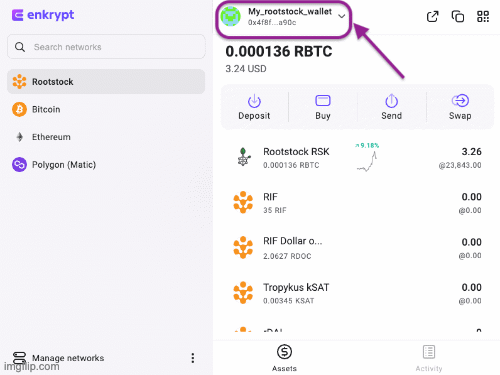 enkrypt
Search networks
Rootstock
Bitcoin
Ethereum
Polygon (Matic)
Manage networks
imgflip.com
My_rootstock_wallet
0x4f8f...a90c
0.000136 RBTC
3.24 USD
Deposit
Buy
Send
Swap
Rootstock RSK
0.000136 RBTC
9.18%
3.26
@23,843.00
RIF
35 RIF
0.00
@0.00
RIF Dollar o...
2.0627 RDOC
0.00
@0.00
Tropykus kSAT
0.00345 KSAT
0.00
@0.00
Assets
Activity